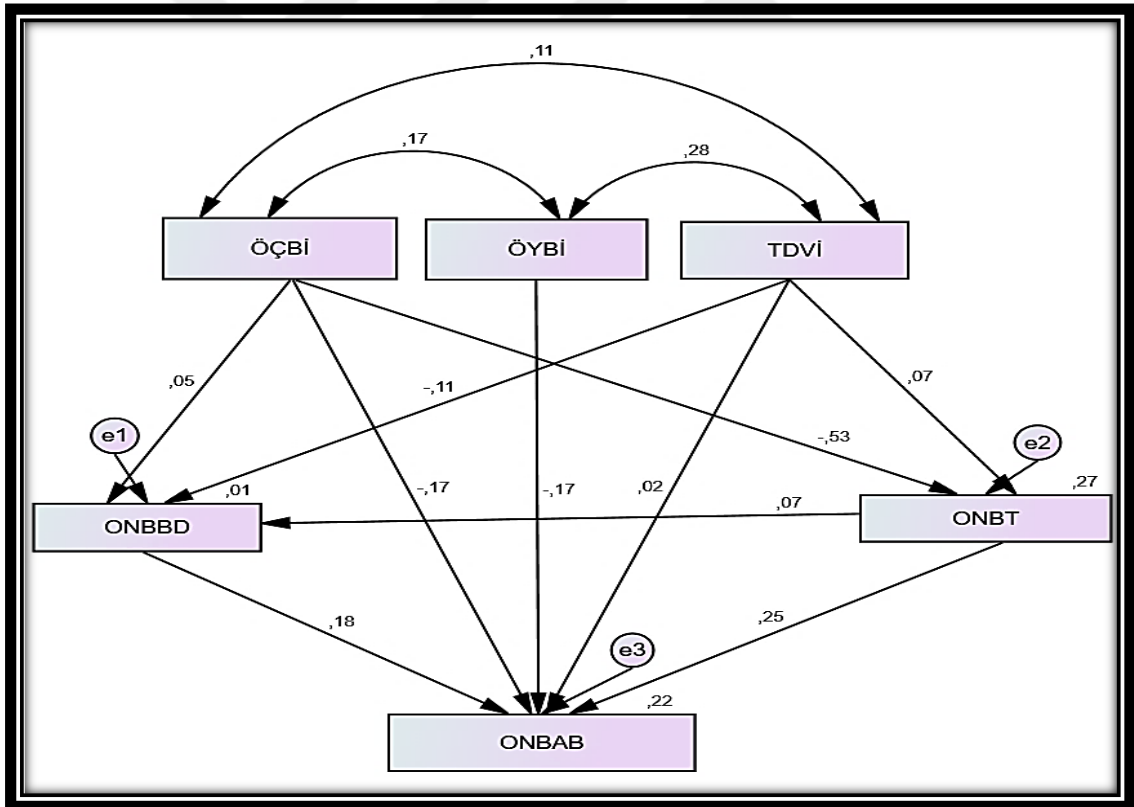 ,11
,17
,28
ÖÇBİ
ÖYBİ
TDVİ
,05
-,11
,07
e1
-,53
e2
,01
-,17
-,17
,02
,27
ONBBD
,07
ONBT
,18
,25
e3
,22
ONBAB